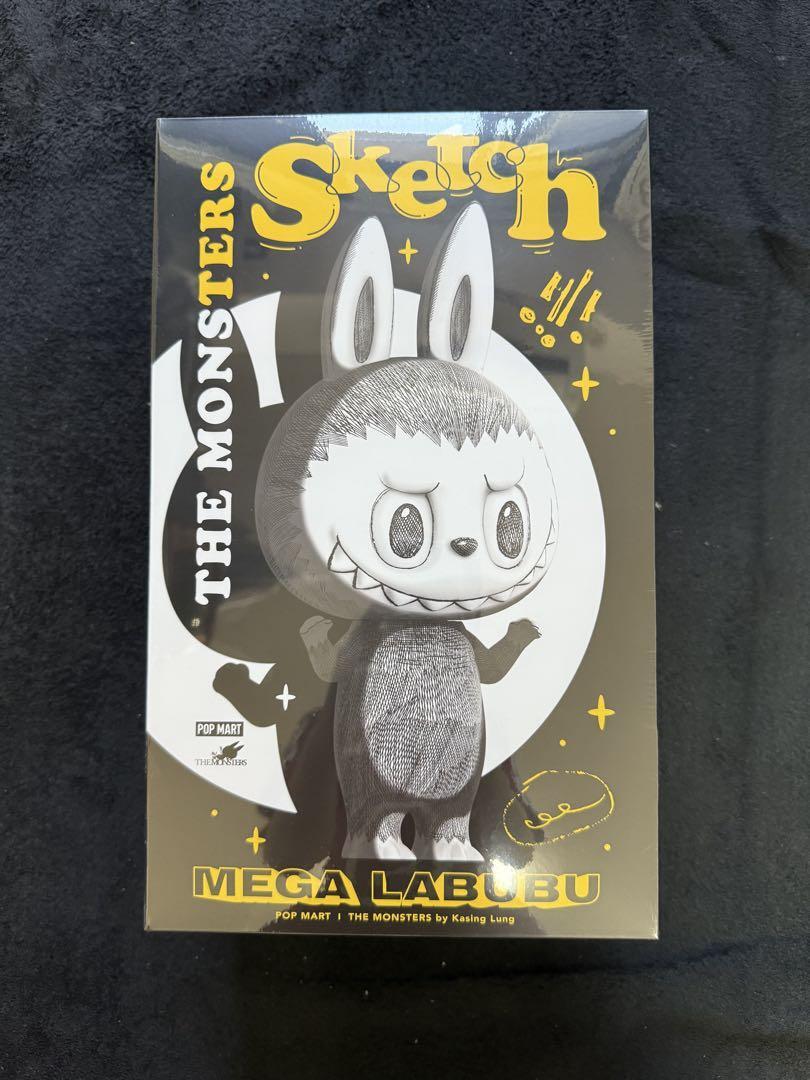 Sketch
THE MONSTERS
POP MART
THE MONSTERS
MEGA LABUBU
POP MART | THE MONSTERS by Kasing Lung